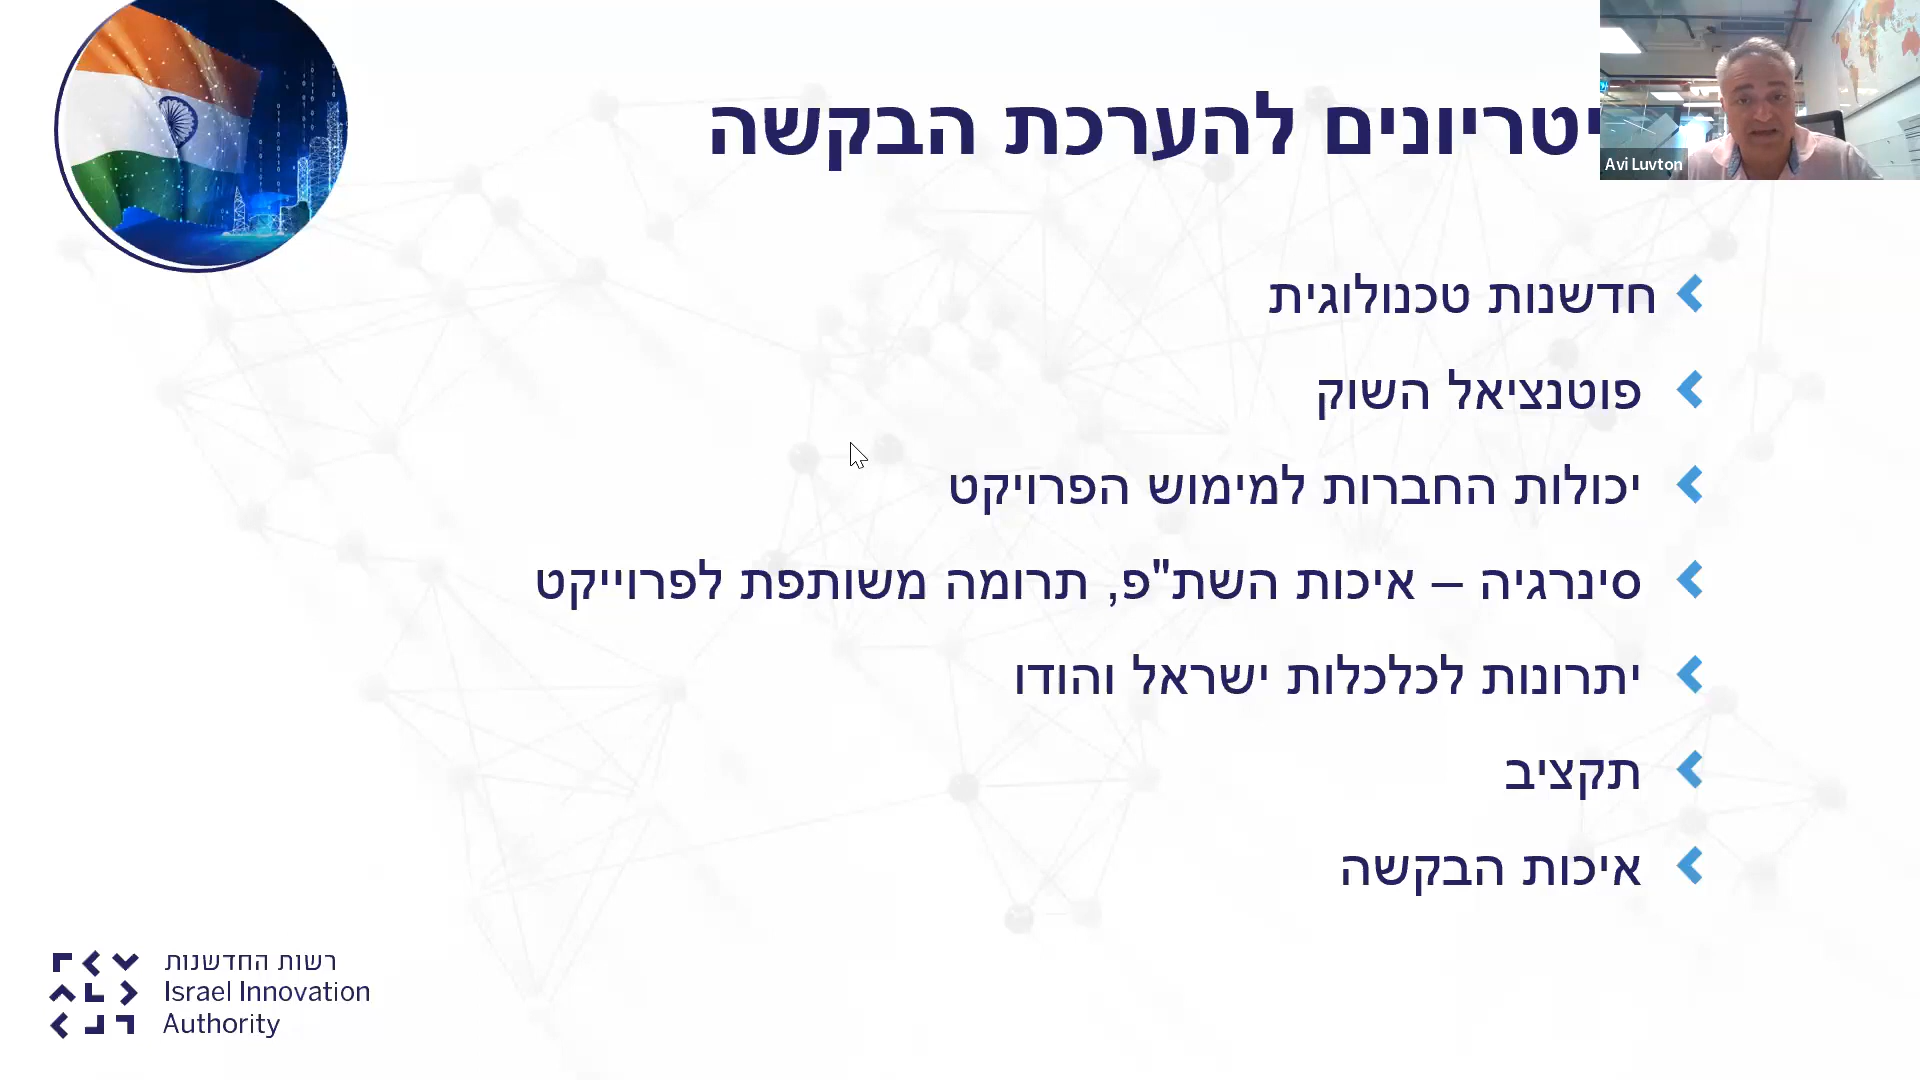 להערכת הבקשה
Avi Luvton
חדשנות טכנולוגית
פוטנציאל השוק
יכולות החברות למימוש הפרויקט
סינרגיה – איכות השת"פ, תרומה משותפת לפרוייקט
יתרונות לכלכלות ישראל והודו
תקציב
איכות הבקשה
רשות החדשנות
Israel Innovation
Authority